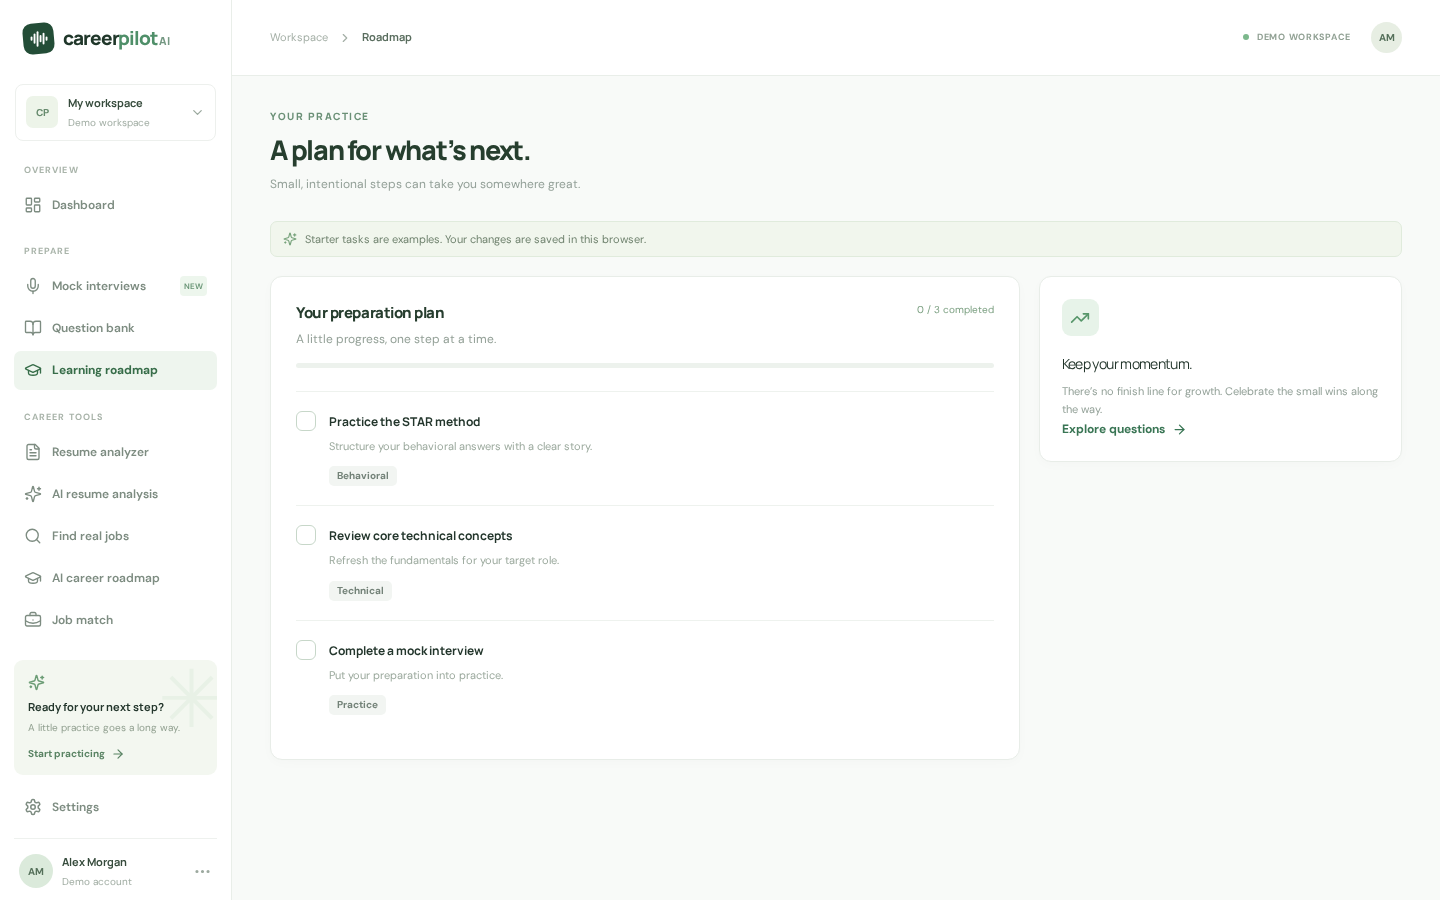 careerpilot AI
CP
My workspace
Demo workspace
OVERVIEW
Dashboard
PREPARE
Mock interviews
NEW
Question bank
Learning roadmap
CAREER TOOLS
Resume analyzer
AI resume analysis
Find real jobs
AI career roadmap
Job match
Ready for your next step?
A little practice goes a long way.
Start practicing
Settings
AM
Alex Morgan
Demo account
Workspace
Roadmap
DEMO WORKSPACE
AM
YOUR PRACTICE
A plan for what's next.
Small, intentional steps can take you somewhere great.
Starter tasks are examples. Your changes are saved in this browser.
Your preparation plan
0 / 3 completed
A little progress, one step at a time.
Practice the STAR method
Structure your behavioral answers with a clear story.
Behavioral
Review core technical concepts
Refresh the fundamentals for your target role.
Technical
Complete a mock interview
Put your preparation into practice.
Practice
Keep your momentum.
There's no finish line for growth. Celebrate the small wins along
the way.
Explore questions